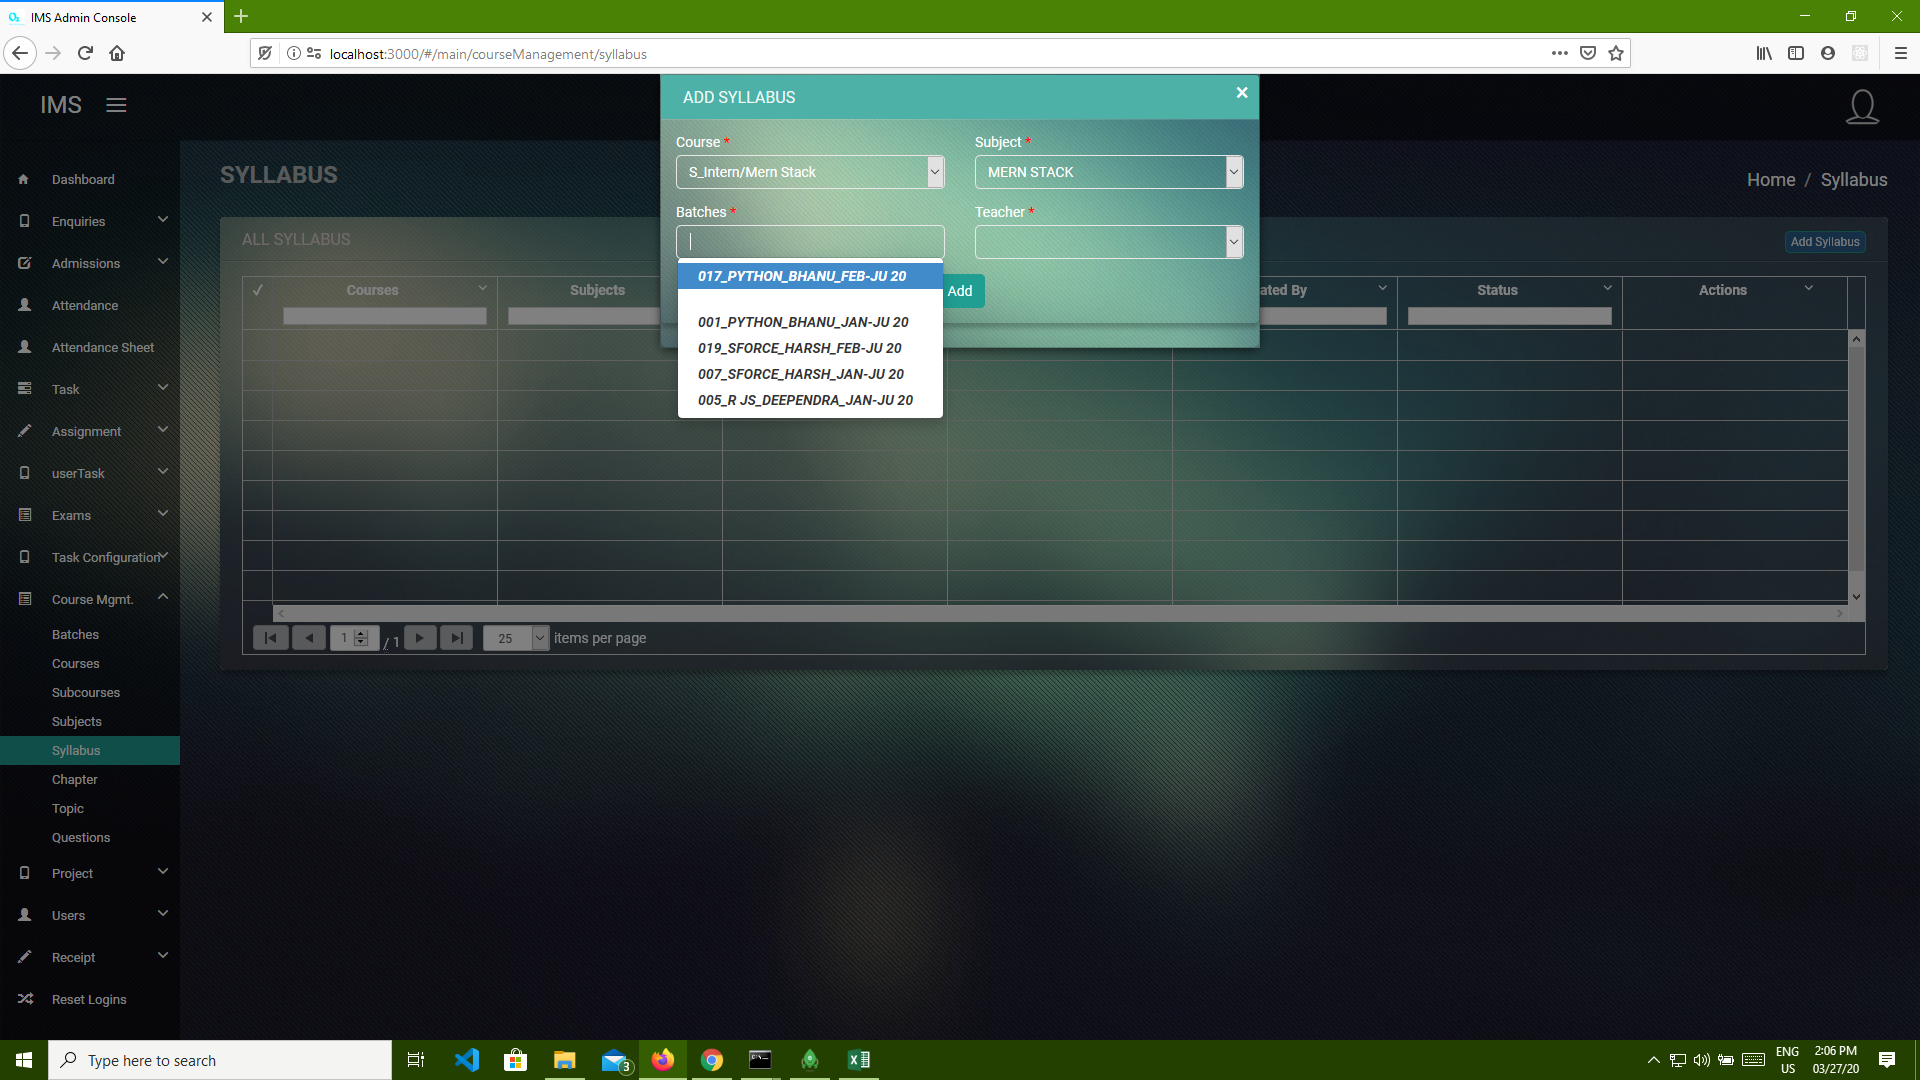 IMS Admin Console
localhost:3000/#/main/courseManagement/syllabus
IMS
ADD SYLLABUS
Course *
Subject *
S_Intern/Mern Stack
MERN STACK
Batches *
Teacher *
017_PYTHON_BHANU_FEB-JU 20
001_PYTHON_BHANU_JAN-JU 20
019_SFORCE_HARSH_FEB-JU 20
007_SFORCE_HARSH_JAN-JU 20
005_R JS_DEEPENDRA_JAN-JU 20
Add
Dashboard
Enquiries
Admissions
Attendance
Attendance Sheet
Task
Assignment
userTask
Exams
Task Configuration
Course Mgmt.
Batches
Courses
Subcourses
Subjects
Syllabus
Chapter
Topic
Questions
Project
Users
Receipt
Reset Logins
SYLLABUS
Home / Syllabus
ALL SYLLABUS
Add Syllabus
Courses
Subjects
ated By
Status
Actions
1 / 1
25 items per page
Type here to search
3
ENG
US
2:06 PM
03/27/20